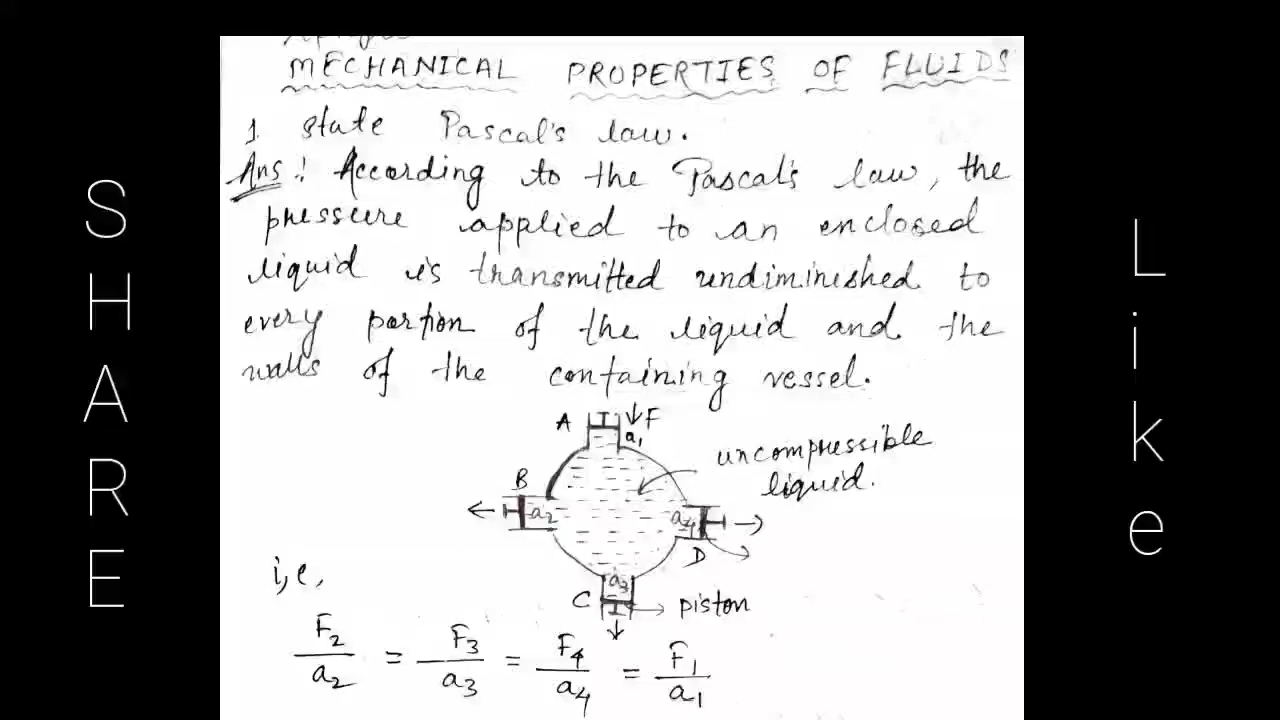 MECHANICAL PROPERTIES OF FLUIDS
1. State Pascal's law.
Ans: According to the Pascal's law, the
pressure applied to an enclosed
liquid is transmitted undiminished to
every portion of the liquid and the
walls of the containing vessel.
A F
a1
uncompressible
liquid.
B
a2 a4
D
a3
C piston
i,e,
F2/a2 = F3/a3 = F4/a4 = F1/a1
SHARE
Like